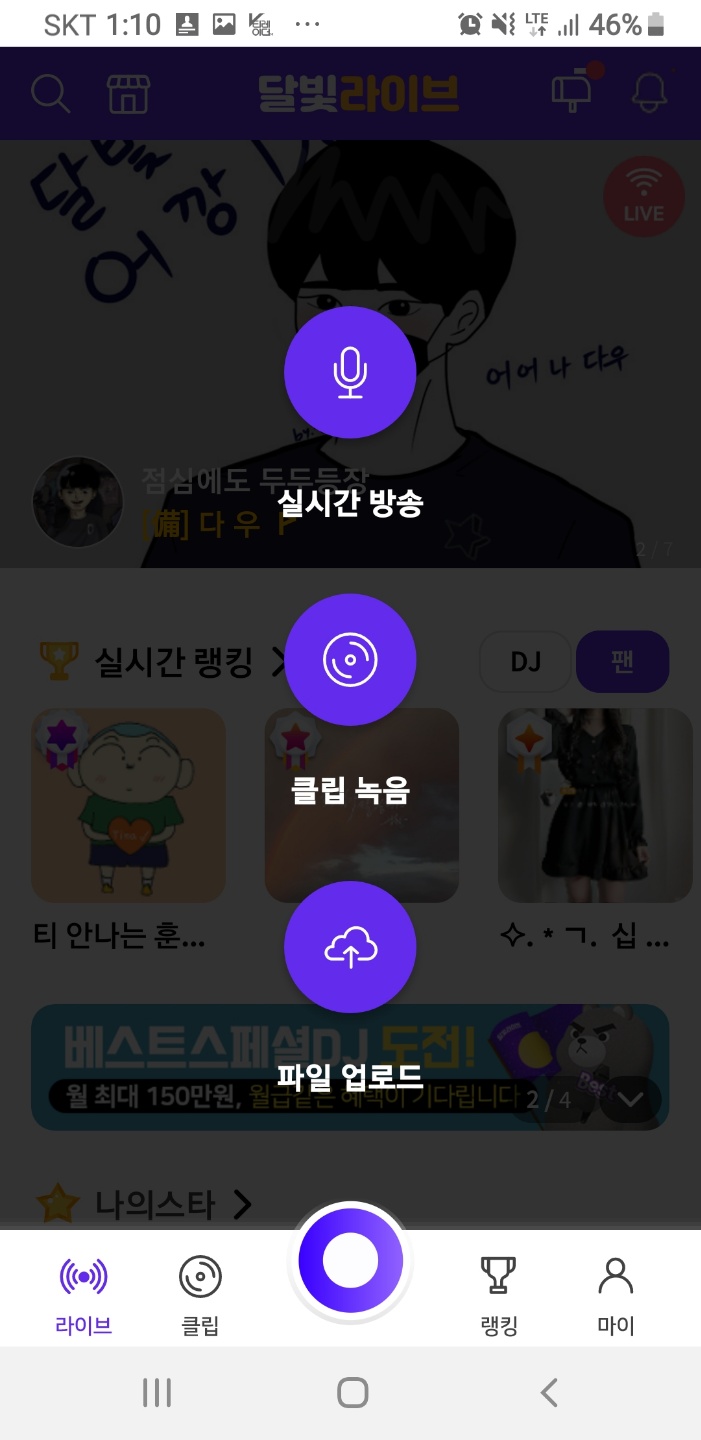 SKT 1:10 ··· LTE 46%
달빛라이브
달빛
어 장
LIVE
어어 나 다우
by.
점심에도 두두등장
실시간 방송
[備] 다 우 P
2 / 7
실시간 랭킹
DJ
팬
클립 녹음
티 안나는 훈...
✧. * ㄱ. 십 ...
베스트스페셜DJ 도전!
파일 업로드
월 최대 150만원, 월급같은 혜택이 기다립니다
Best
2 / 4
나의스타
라이브
클립
랭킹
마이